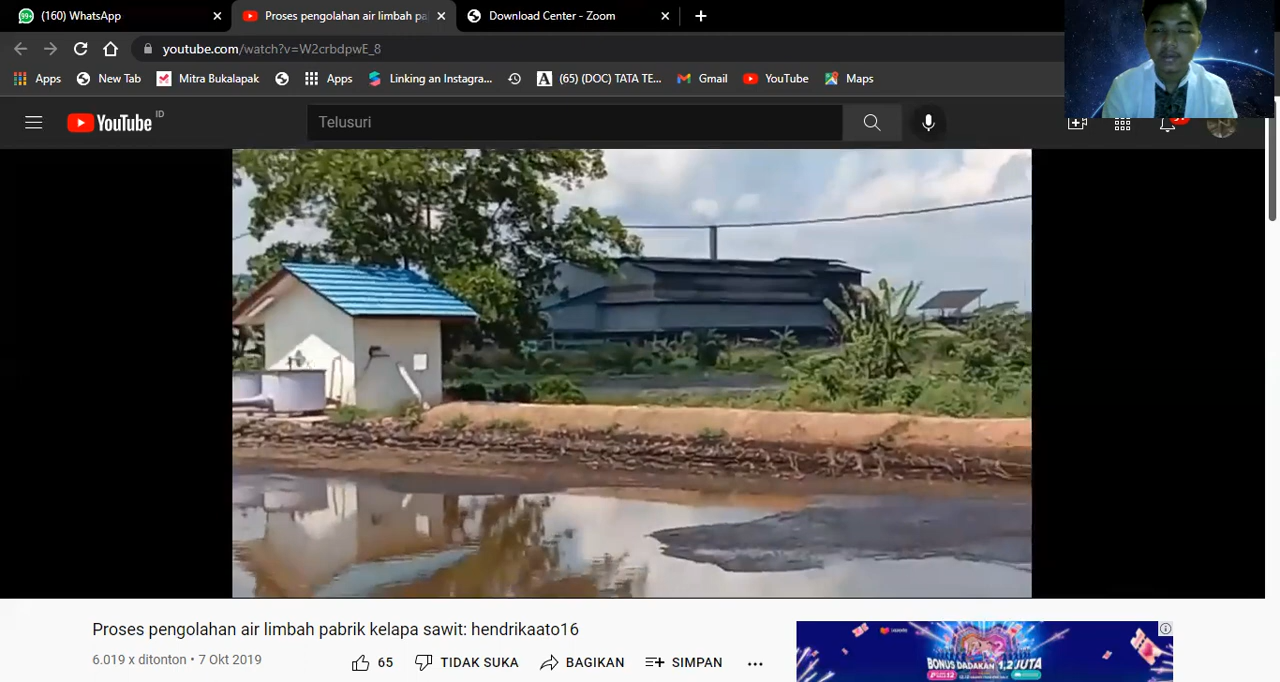 (160) WhatsApp
Proses pengolahan air limbah pa
Download Center - Zoom
youtube.com/watch?v=W2crbdpwE_8
Apps
New Tab
Mitra Bukalapak
Apps
Linking an Instagra...
(65) (DOC) TATA TE...
Gmail
YouTube
Maps
YouTube ID
Telusuri
Proses pengolahan air limbah pabrik kelapa sawit: hendrikaato16
6.019 x ditonton • 7 Okt 2019
65
TIDAK SUKA
BAGIKAN
SIMPAN
BONUS DADAKAN 1,2 JUTA